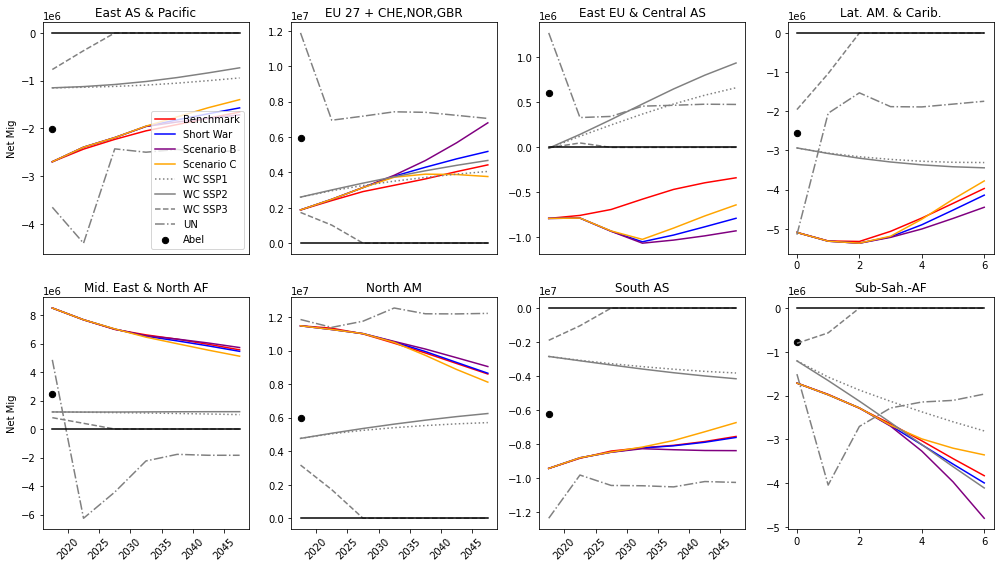 East AS & Pacific
EU 27 + CHE,NOR,GBR
East EU & Central AS
Lat. AM. & Carib.
1e6
1e7
1e6
1e6
Net Mig
0
−1
−2
−3
−4
Benchmark
Short War
Scenario B
Scenario C
WC SSP1
WC SSP2
WC SSP3
UN
Abel
1.2
1.0
0.8
0.6
0.4
0.2
0.0
1.0
0.5
0.0
−0.5
−1.0
0
−1
−2
−3
−4
−5
0 2 4 6
Mid. East & North AF
North AM
South AS
Sub-Sah.-AF
1e6
1e7
1e7
1e6
Net Mig
8
6
4
2
0
−2
−4
−6
2020 2025 2030 2035 2040 2045
1.2
1.0
0.8
0.6
0.4
0.2
0.0
2020 2025 2030 2035 2040 2045
0.0
−0.2
−0.4
−0.6
−0.8
−1.0
−1.2
2020 2025 2030 2035 2040 2045
0
−1
−2
−3
−4
−5
0 2 4 6